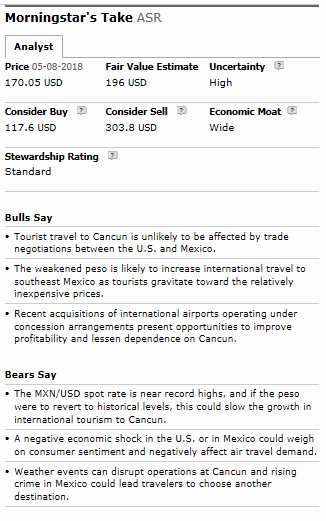 Morningstar's Take ASR
Analyst
Price 05-08-2018 Fair Value Estimate Uncertainty ?
170.05 USD 196 USD High
Consider Buy ? Consider Sell ? Economic Moat ?
117.6 USD 303.8 USD Wide
Stewardship Rating ?
Standard
Bulls Say
• Tourist travel to Cancun is unlikely to be affected by trade
negotiations between the U.S. and Mexico.
• The weakened peso is likely to increase international travel to
southeast Mexico as tourists gravitate toward the relatively
inexpensive prices.
• Recent acquisitions of international airports operating under
concession arrangements present opportunities to improve
profitability and lessen dependence on Cancun.
Bears Say
• The MXN/USD spot rate is near record highs, and if the peso
were to revert to historical levels, this could slow the growth in
international tourism to Cancun.
• A negative economic shock in the U.S. or in Mexico could weigh
on consumer sentiment and negatively affect air travel demand.
• Weather events can disrupt operations at Cancun and rising
crime in Mexico could lead travelers to choose another
destination.